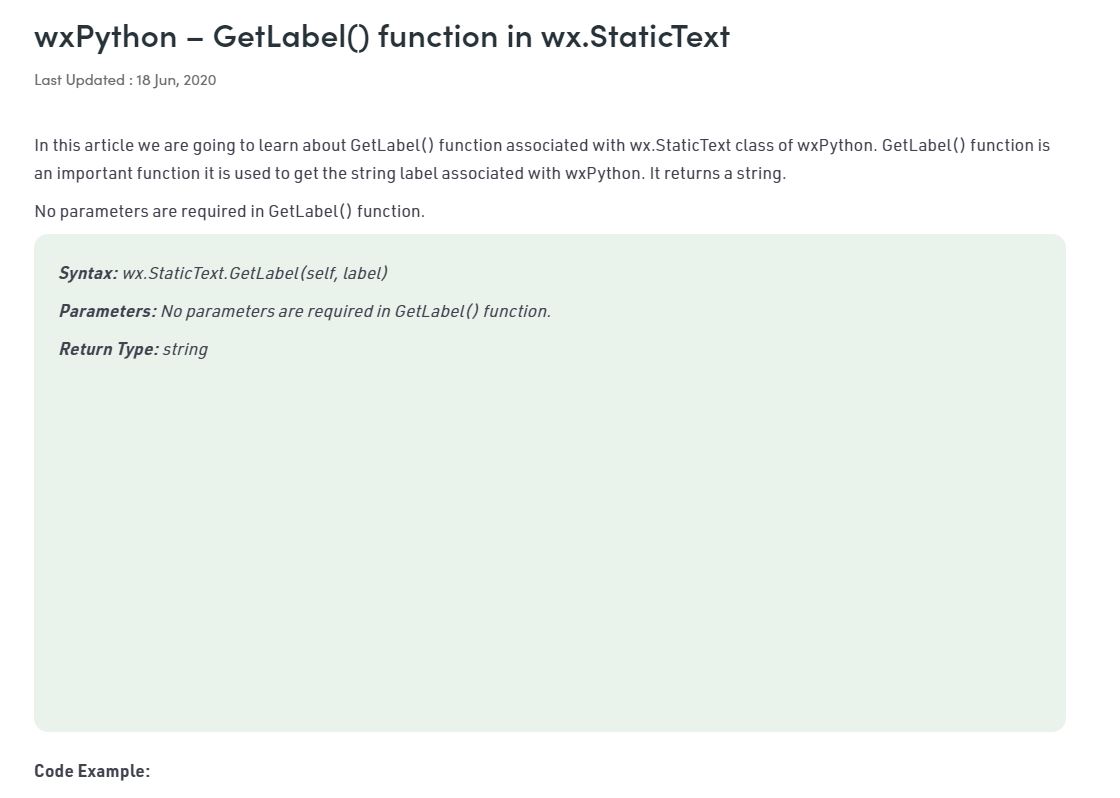 wxPython – GetLabel() function in wx.StaticText
Last Updated : 18 Jun, 2020
In this article we are going to learn about GetLabel() function associated with wx.StaticText class of wxPython. GetLabel() function is
an important function it is used to get the string label associated with wxPython. It returns a string.
No parameters are required in GetLabel() function.
Syntax: wx.StaticText.GetLabel(self, label)
Parameters: No parameters are required in GetLabel() function.
Return Type: string
Code Example: